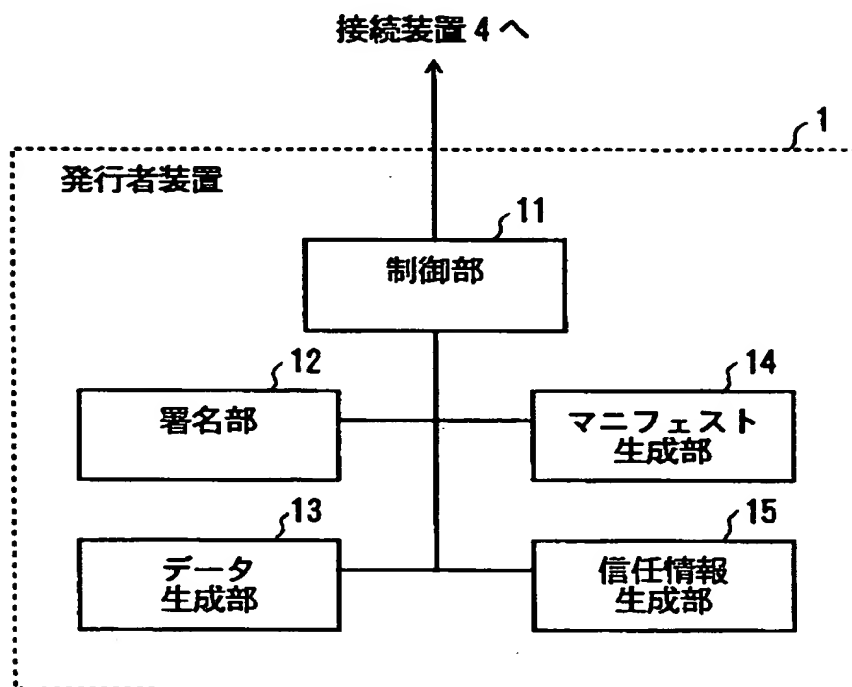 接続装置4へ
1
発行者装置
11
制御部
12
署名部
14
マニフェスト
生成部
13
データ
生成部
15
信任情報
生成部